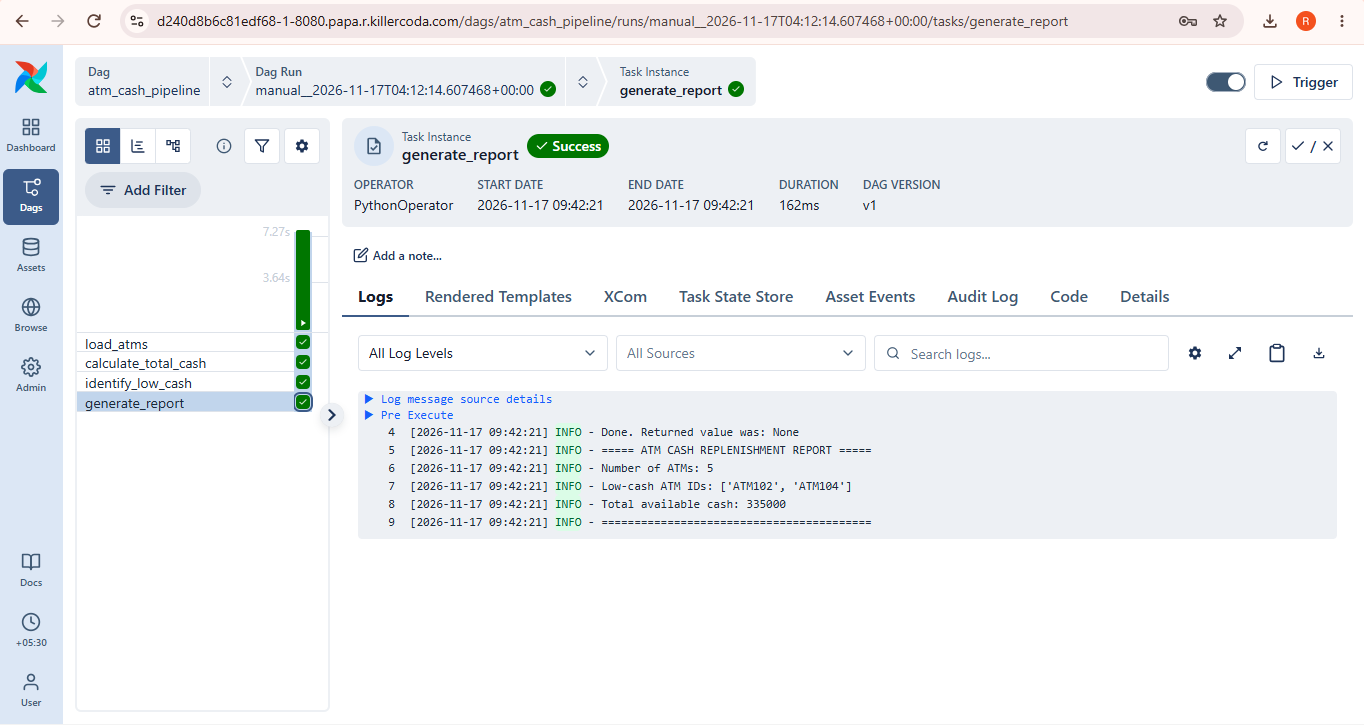 d240d8b6c81edf68-1-8080.papa.r.killercoda.com/dags/atm_cash_pipeline/runs/manual__2026-11-17T04:12:14.607468+00:00/tasks/generate_report
R
Dag
atm_cash_pipeline
Dag Run
manual__2026-11-17T04:12:14.607468+00:00
Task Instance
generate_report
Trigger
Dashboard
Dags
Assets
Browse
Admin
Docs
+05:30
User
Add Filter
7.27s
3.64s
load_atms
calculate_total_cash
identify_low_cash
generate_report
Task Instance
generate_report
Success
OPERATOR START DATE END DATE DURATION DAG VERSION
PythonOperator 2026-11-17 09:42:21 2026-11-17 09:42:21 162ms v1
Add a note...
Logs Rendered Templates XCom Task State Store Asset Events Audit Log Code Details
All Log Levels All Sources Search logs...
Log message source details
Pre Execute
4 [2026-11-17 09:42:21] INFO - Done. Returned value was: None
5 [2026-11-17 09:42:21] INFO - ===== ATM CASH REPLENISHMENT REPORT =====
6 [2026-11-17 09:42:21] INFO - Number of ATMs: 5
7 [2026-11-17 09:42:21] INFO - Low-cash ATM IDs: ['ATM102', 'ATM104']
8 [2026-11-17 09:42:21] INFO - Total available cash: 335000
9 [2026-11-17 09:42:21] INFO - =========================================